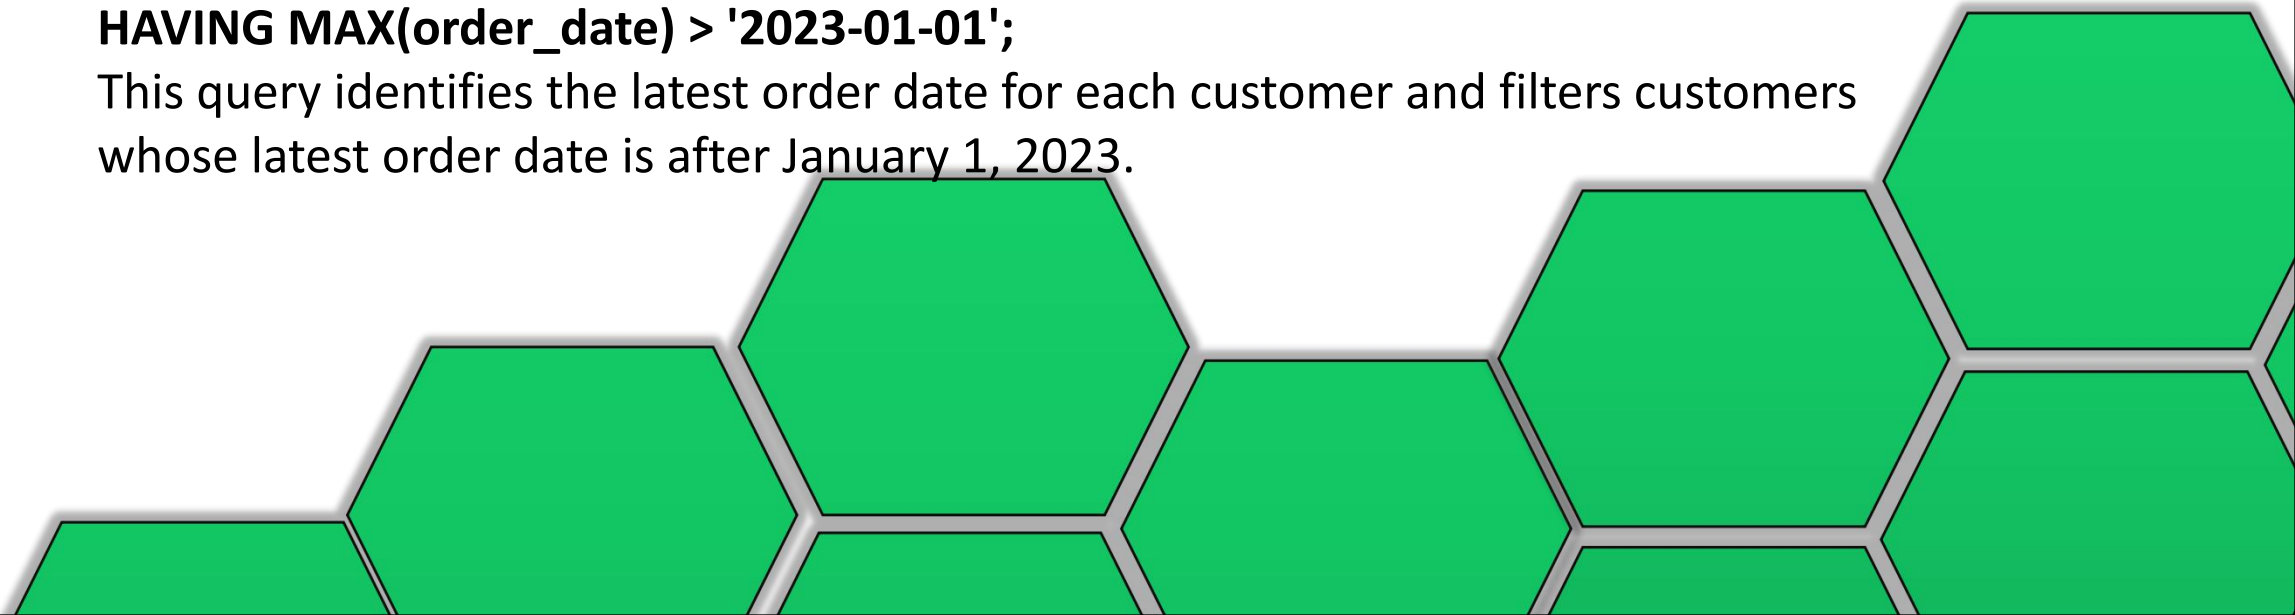 HAVING MAX(order_date) > '2023-01-01';
This query identifies the latest order date for each customer and filters customers
whose latest order date is after January 1, 2023.